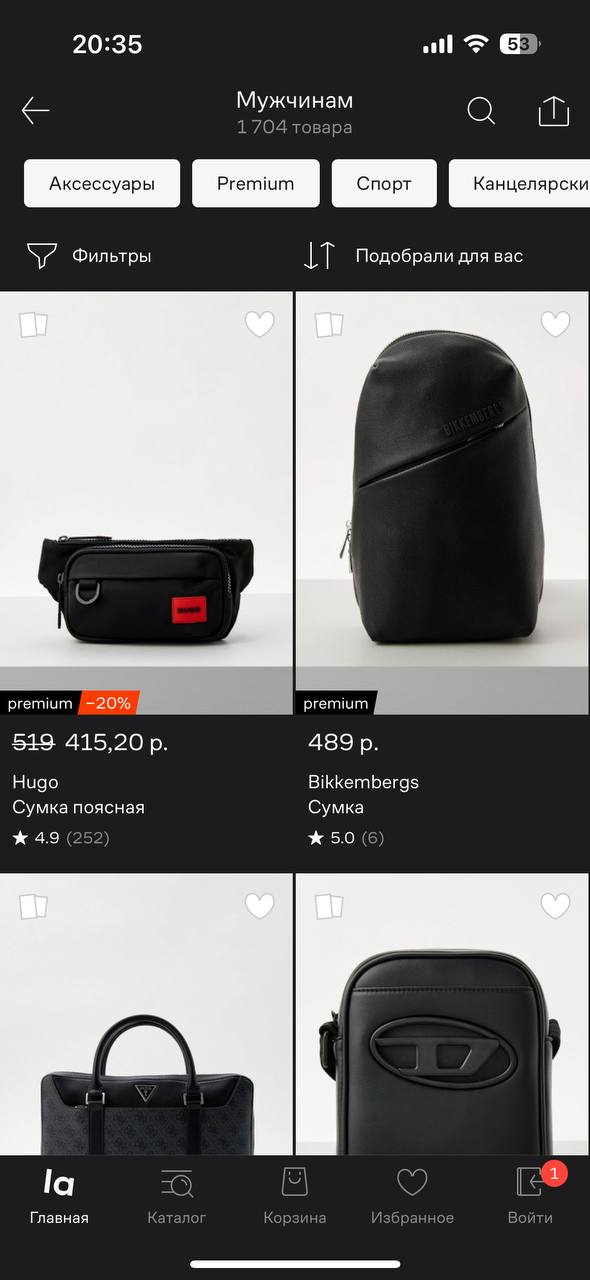 20:35
53
Мужчинам
1 704 товара
Аксессуары Premium Спорт Канцелярски
Фильтры Подобрали для вас
BIKKEMBERGS
HUGO
premium −20% premium
519 415,20 р. 489 р.
Hugo Bikkembergs
Сумка поясная Сумка
4.9 (252) 5.0 (6)
la 1
Главная Каталог Корзина Избранное Войти